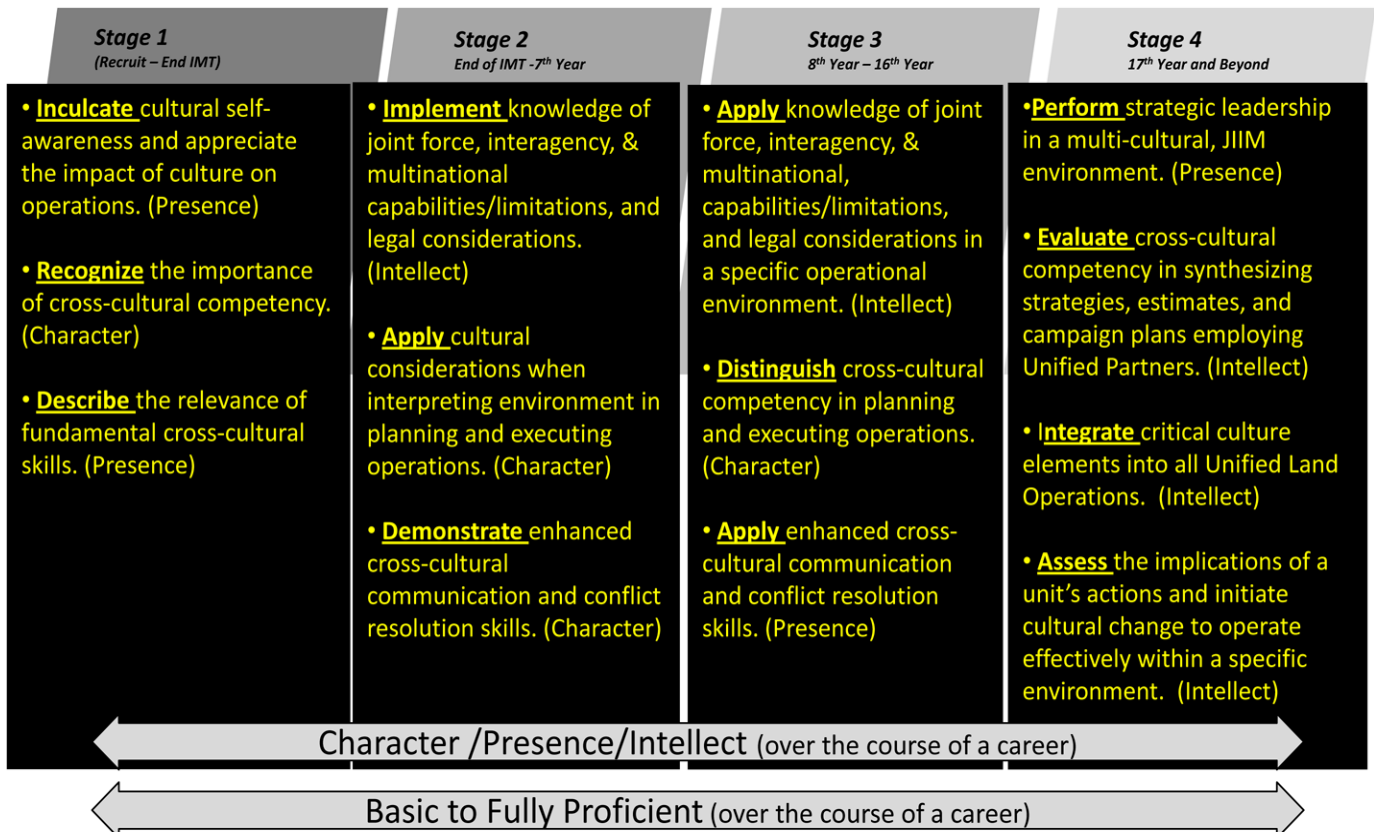 Stage 1
(Recruit – End IMT)
• Inculcate cultural self-
awareness and appreciate
the impact of culture on
operations. (Presence)
• Recognize the importance
of cross-cultural competency.
(Character)
• Describe the relevance of
fundamental cross-cultural
skills. (Presence)
Stage 2
End of IMT -7th Year
• Implement knowledge of
joint force, interagency, &
multinational
capabilities/limitations, and
legal considerations.
(Intellect)
• Apply cultural
considerations when
interpreting environment in
planning and executing
operations. (Character)
• Demonstrate enhanced
cross-cultural
communication and conflict
resolution skills. (Character)
Stage 3
8th Year – 16th Year
• Apply knowledge of joint
force, interagency, &
multinational,
capabilities/limitations,
and legal considerations in
a specific operational
environment. (Intellect)
• Distinguish cross-cultural
competency in planning
and executing operations.
(Character)
• Apply enhanced cross-
cultural communication
and conflict resolution
skills. (Presence)
Stage 4
17th Year and Beyond
•Perform strategic leadership
in a multi-cultural, JIIM
environment. (Presence)
• Evaluate cross-cultural
competency in synthesizing
strategies, estimates, and
campaign plans employing
Unified Partners. (Intellect)
• Integrate critical culture
elements into all Unified Land
Operations. (Intellect)
• Assess the implications of a
unit's actions and initiate
cultural change to operate
effectively within a specific
environment. (Intellect)
Character /Presence/Intellect (over the course of a career)
Basic to Fully Proficient (over the course of a career)